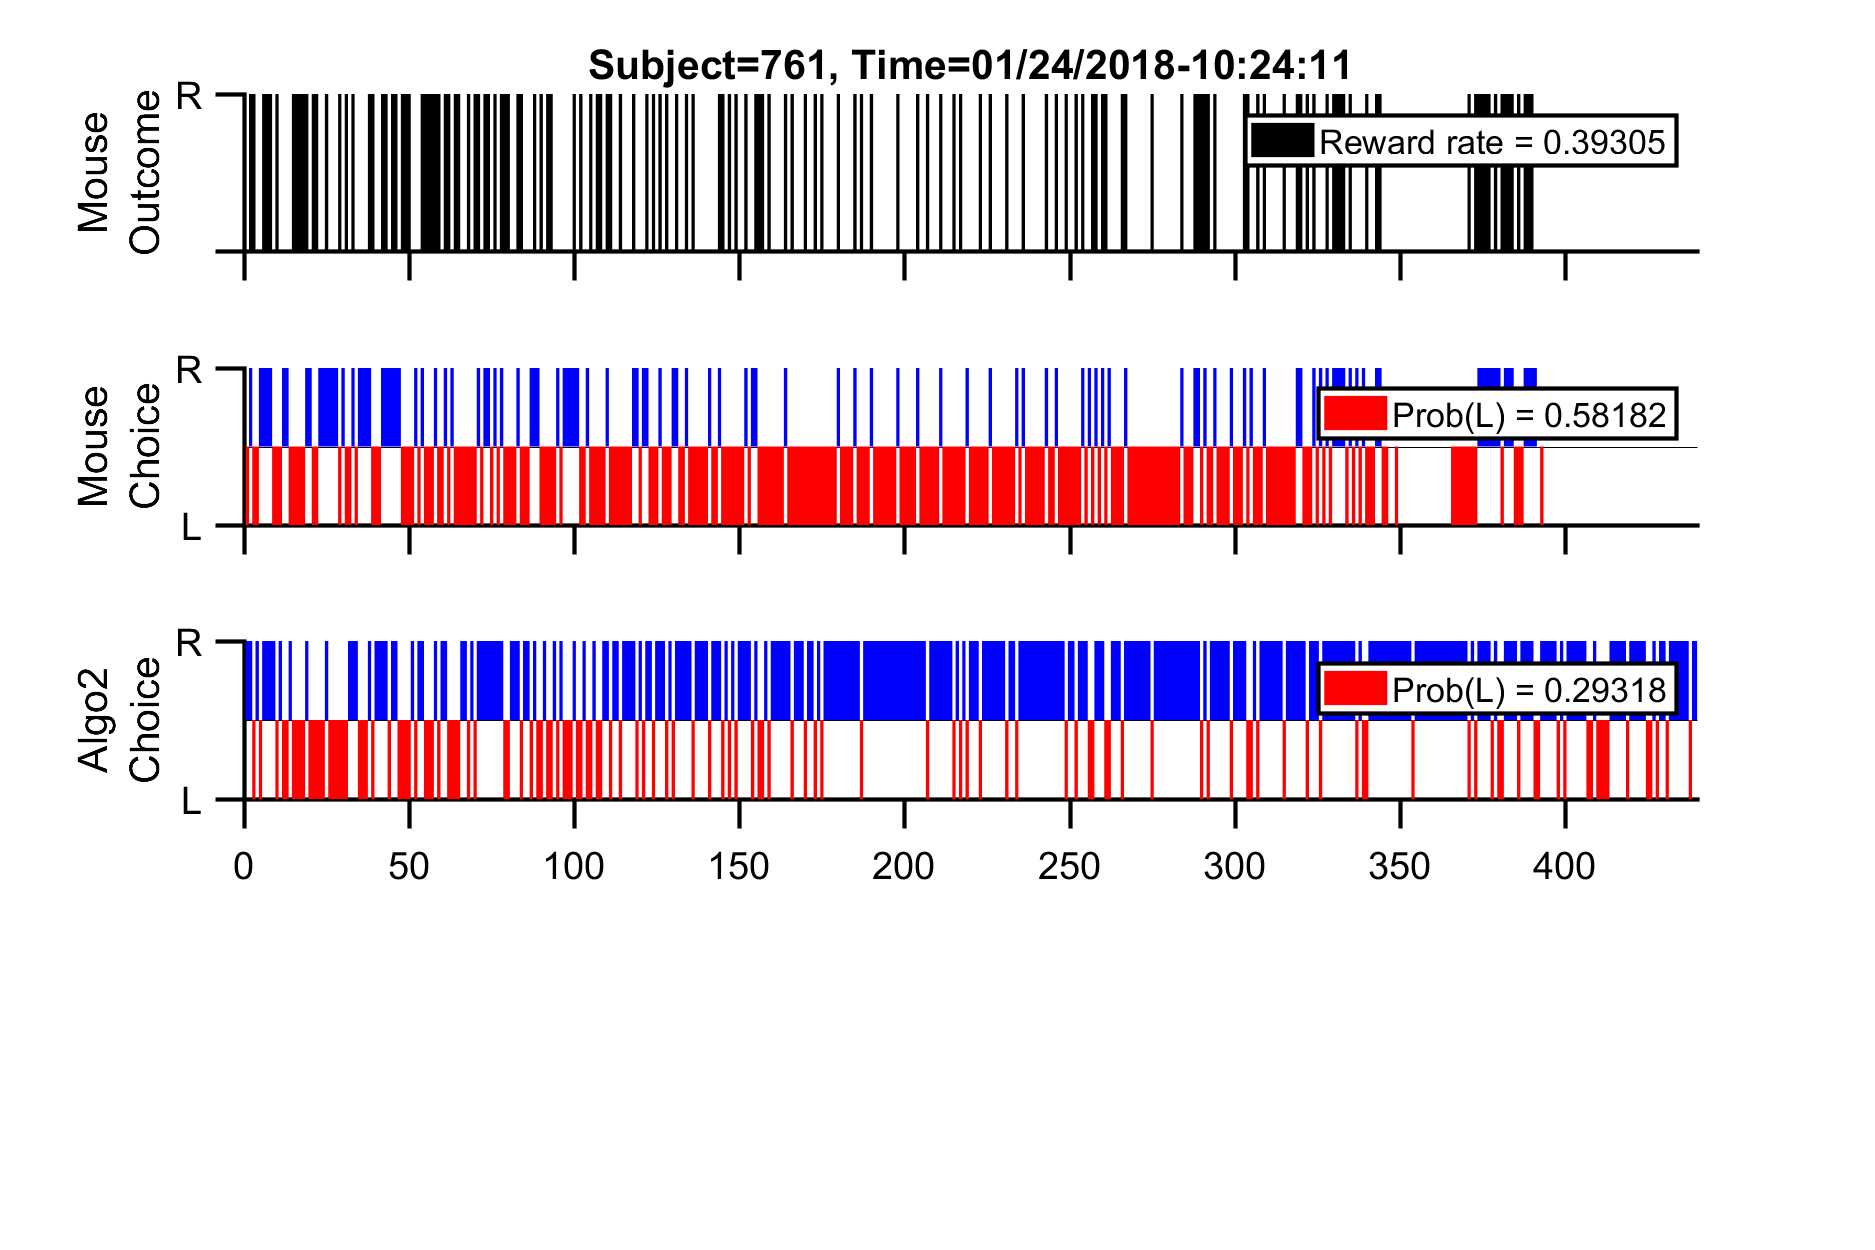 Subject=761, Time=01/24/2018-10:24:11
R
Mouse
Outcome
Reward rate = 0.39305
R
Mouse
Choice
L
Prob(L) = 0.58182
R
Algo2
Choice
L
Prob(L) = 0.29318
0 50 100 150 200 250 300 350 400